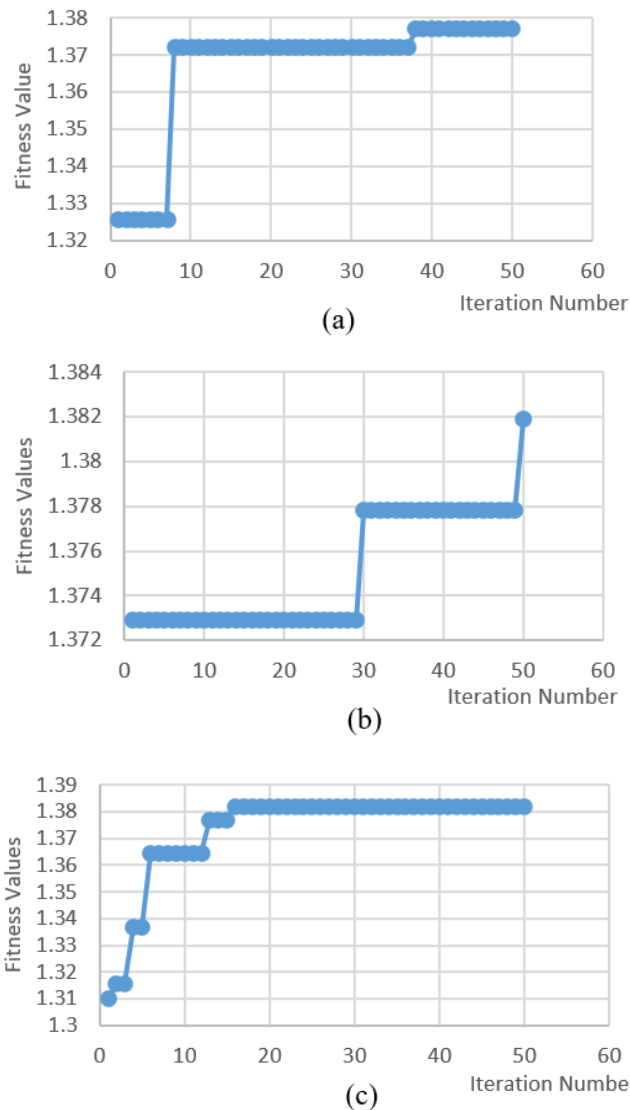 1.38
1.37
1.36
1.35
1.34
1.33
1.32
Fitness Value
0 10 20 30 40 50 60
Iteration Number
(a)
1.384
1.382
1.38
1.378
1.376
1.374
1.372
Fitness Values
0 10 20 30 40 50 60
Iteration Number
(b)
1.39
1.38
1.37
1.36
1.35
1.34
1.33
1.32
1.31
1.3
Fitness Values
0 10 20 30 40 50 60
Iteration Numbe
(c)